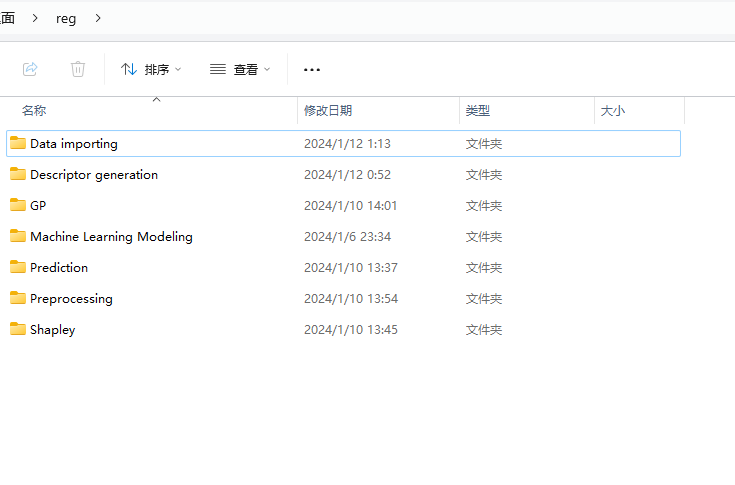 面 > reg >
排序 查看 ...
名称 修改日期 类型 大小
Data importing 2024/1/12 1:13 文件夹
Descriptor generation 2024/1/12 0:52 文件夹
GP 2024/1/10 14:01 文件夹
Machine Learning Modeling 2024/1/6 23:34 文件夹
Prediction 2024/1/10 13:37 文件夹
Preprocessing 2024/1/10 13:54 文件夹
Shapley 2024/1/10 13:45 文件夹